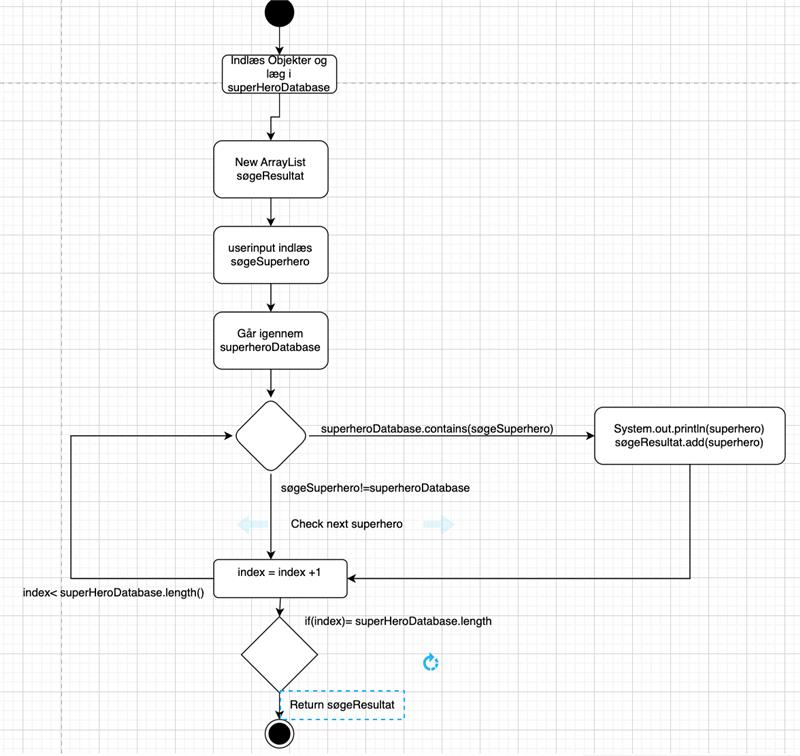 Indlæs Objekter og
læg i
superHeroDatabase
New ArrayList
søgeResultat
userinput indlæs
søgeSuperhero
Går igennem
superheroDatabase
superheroDatabase.contains(søgeSuperhero)
System.out.println(superhero)
søgeResultat.add(superhero)
søgeSuperhero!=superheroDatabase
Check next superhero
index = index +1
index< superHeroDatabase.length()
if(index)= superHeroDatabase.length
Return søgeResultat